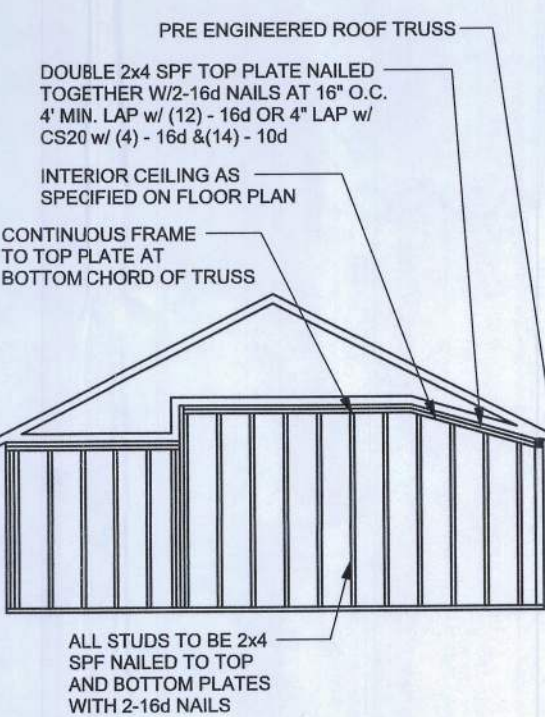 PRE ENGINEERED ROOF TRUSS
DOUBLE 2x4 SPF TOP PLATE NAILED
TOGETHER W/2-16d NAILS AT 16" O.C.
4' MIN. LAP w/ (12) - 16d OR 4" LAP w/
CS20 w/ (4) - 16d &(14) - 10d
INTERIOR CEILING AS
SPECIFIED ON FLOOR PLAN
CONTINUOUS FRAME
TO TOP PLATE AT
BOTTOM CHORD OF TRUSS
ALL STUDS TO BE 2x4
SPF NAILED TO TOP
AND BOTTOM PLATES
WITH 2-16d NAILS